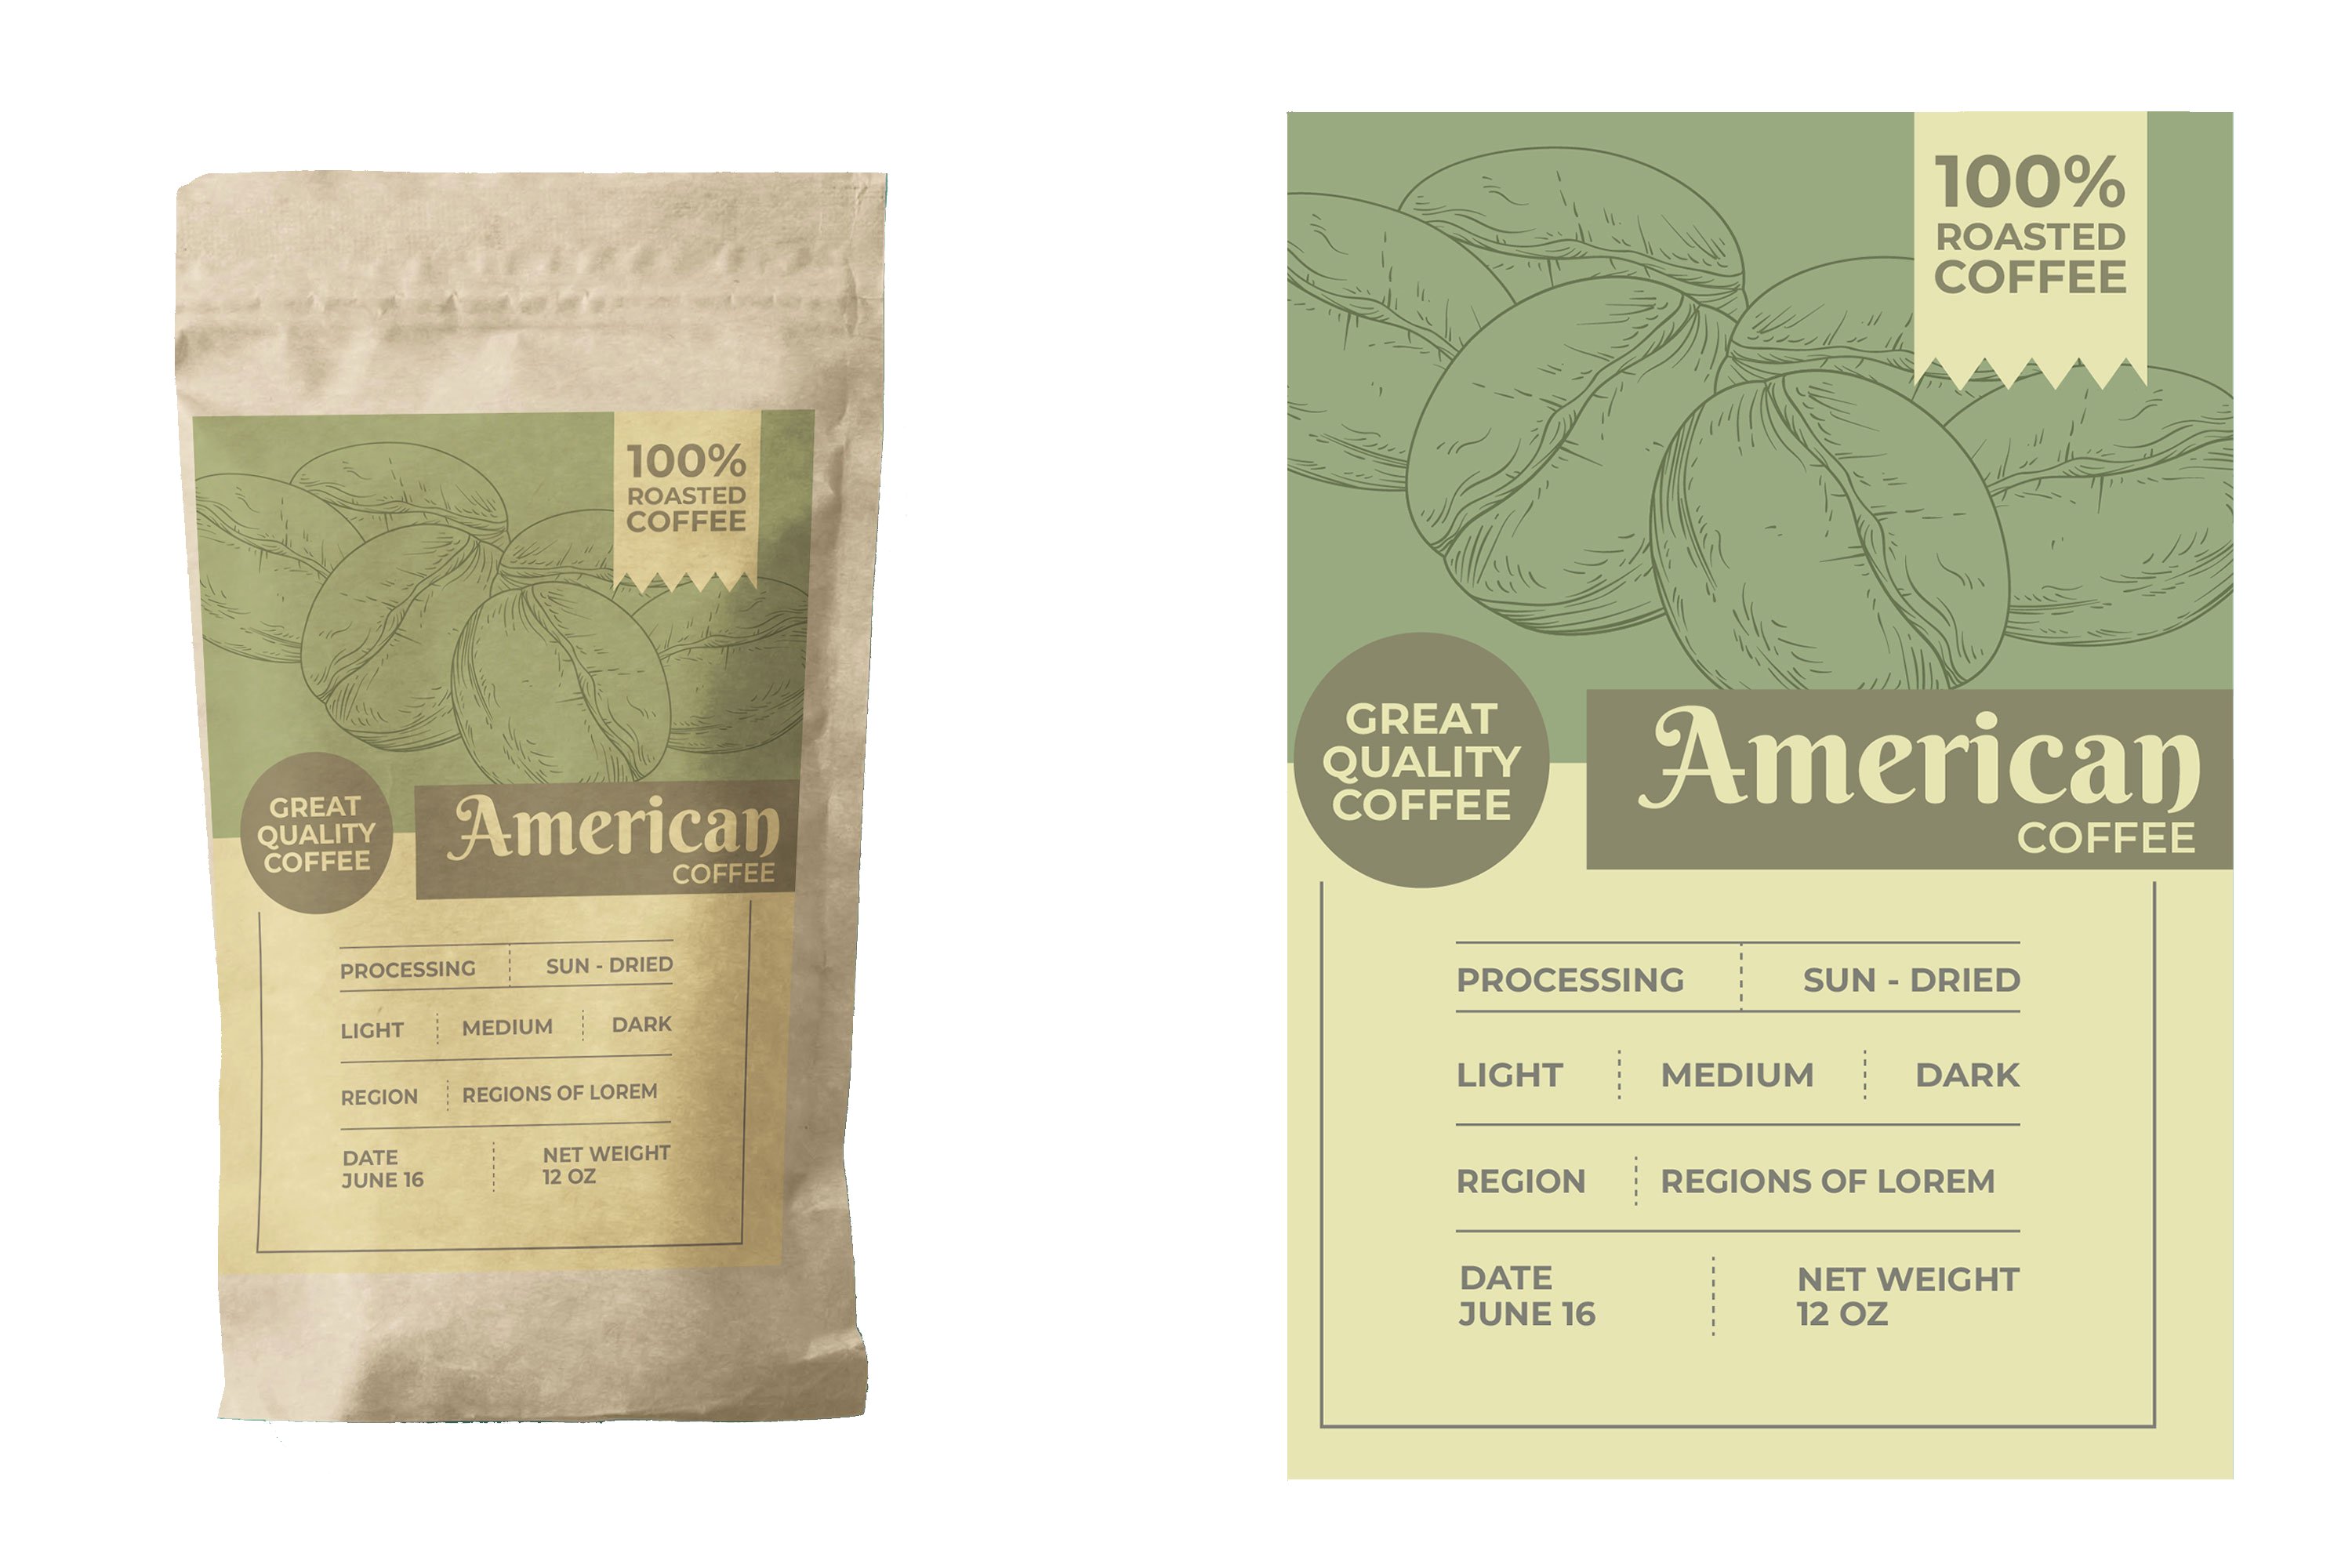 100%
ROASTED
COFFEE
GREAT
QUALITY
COFFEE
American
COFFEE
PROCESSING SUN - DRIED
LIGHT MEDIUM DARK
REGION REGIONS OF LOREM
DATE NET WEIGHT
JUNE 16 12 OZ
100%
ROASTED
COFFEE
GREAT
QUALITY
COFFEE
American
COFFEE
PROCESSING SUN - DRIED
LIGHT MEDIUM DARK
REGION REGIONS OF LOREM
DATE NET WEIGHT
JUNE 16 12 OZ